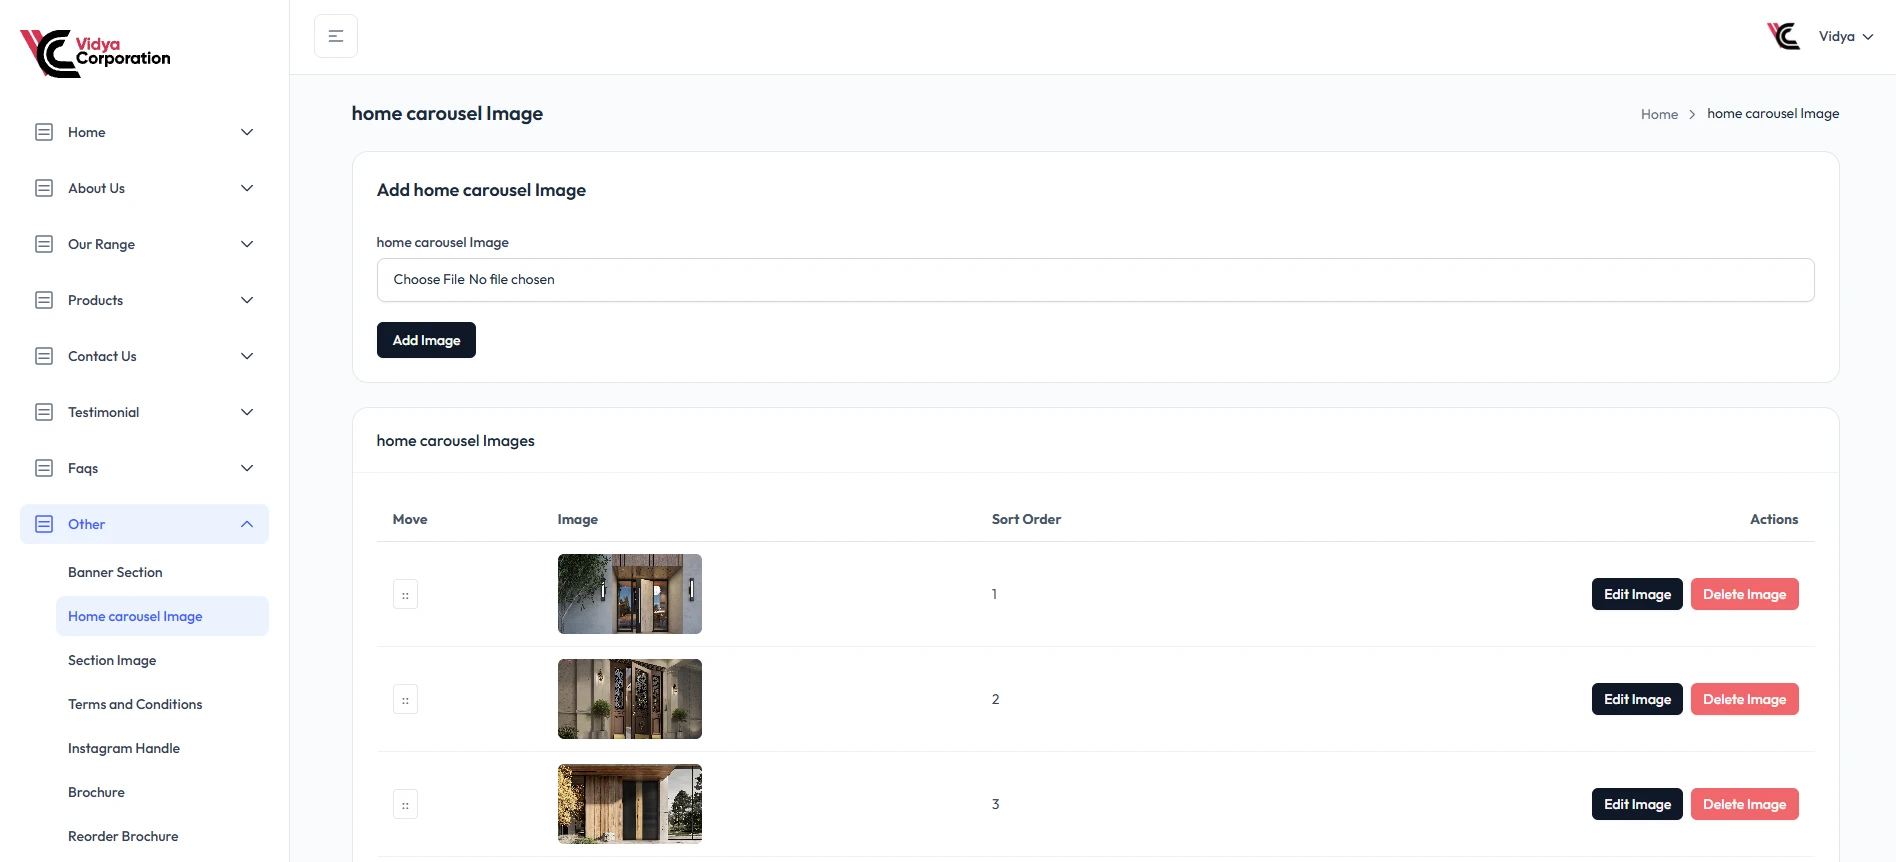 Vidya
Corporation
Vidya
Home
About Us
Our Range
Products
Contact Us
Testimonial
Faqs
Other
Banner Section
Home carousel Image
Section Image
Terms and Conditions
Instagram Handle
Brochure
Reorder Brochure
home carousel Image
Home > home carousel Image
Add home carousel Image
home carousel Image
Choose File No file chosen
Add Image
home carousel Images
Move Image Sort Order Actions
:: 1 Edit Image Delete Image
:: 2 Edit Image Delete Image
:: 3 Edit Image Delete Image